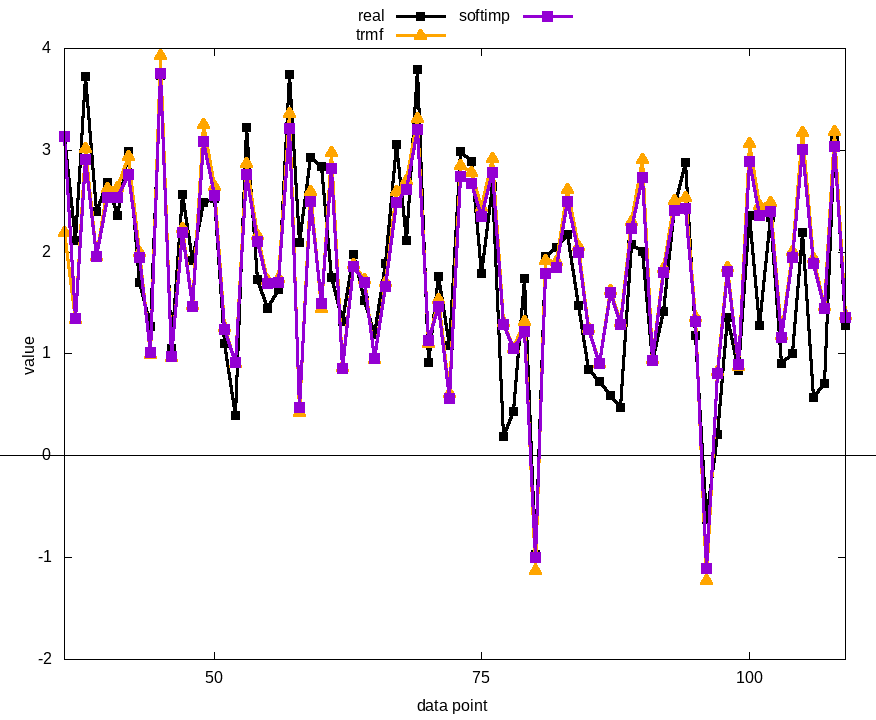 real softimp
trmf
4
3
2
1
0
-1
-2
value
50 75 100
data point